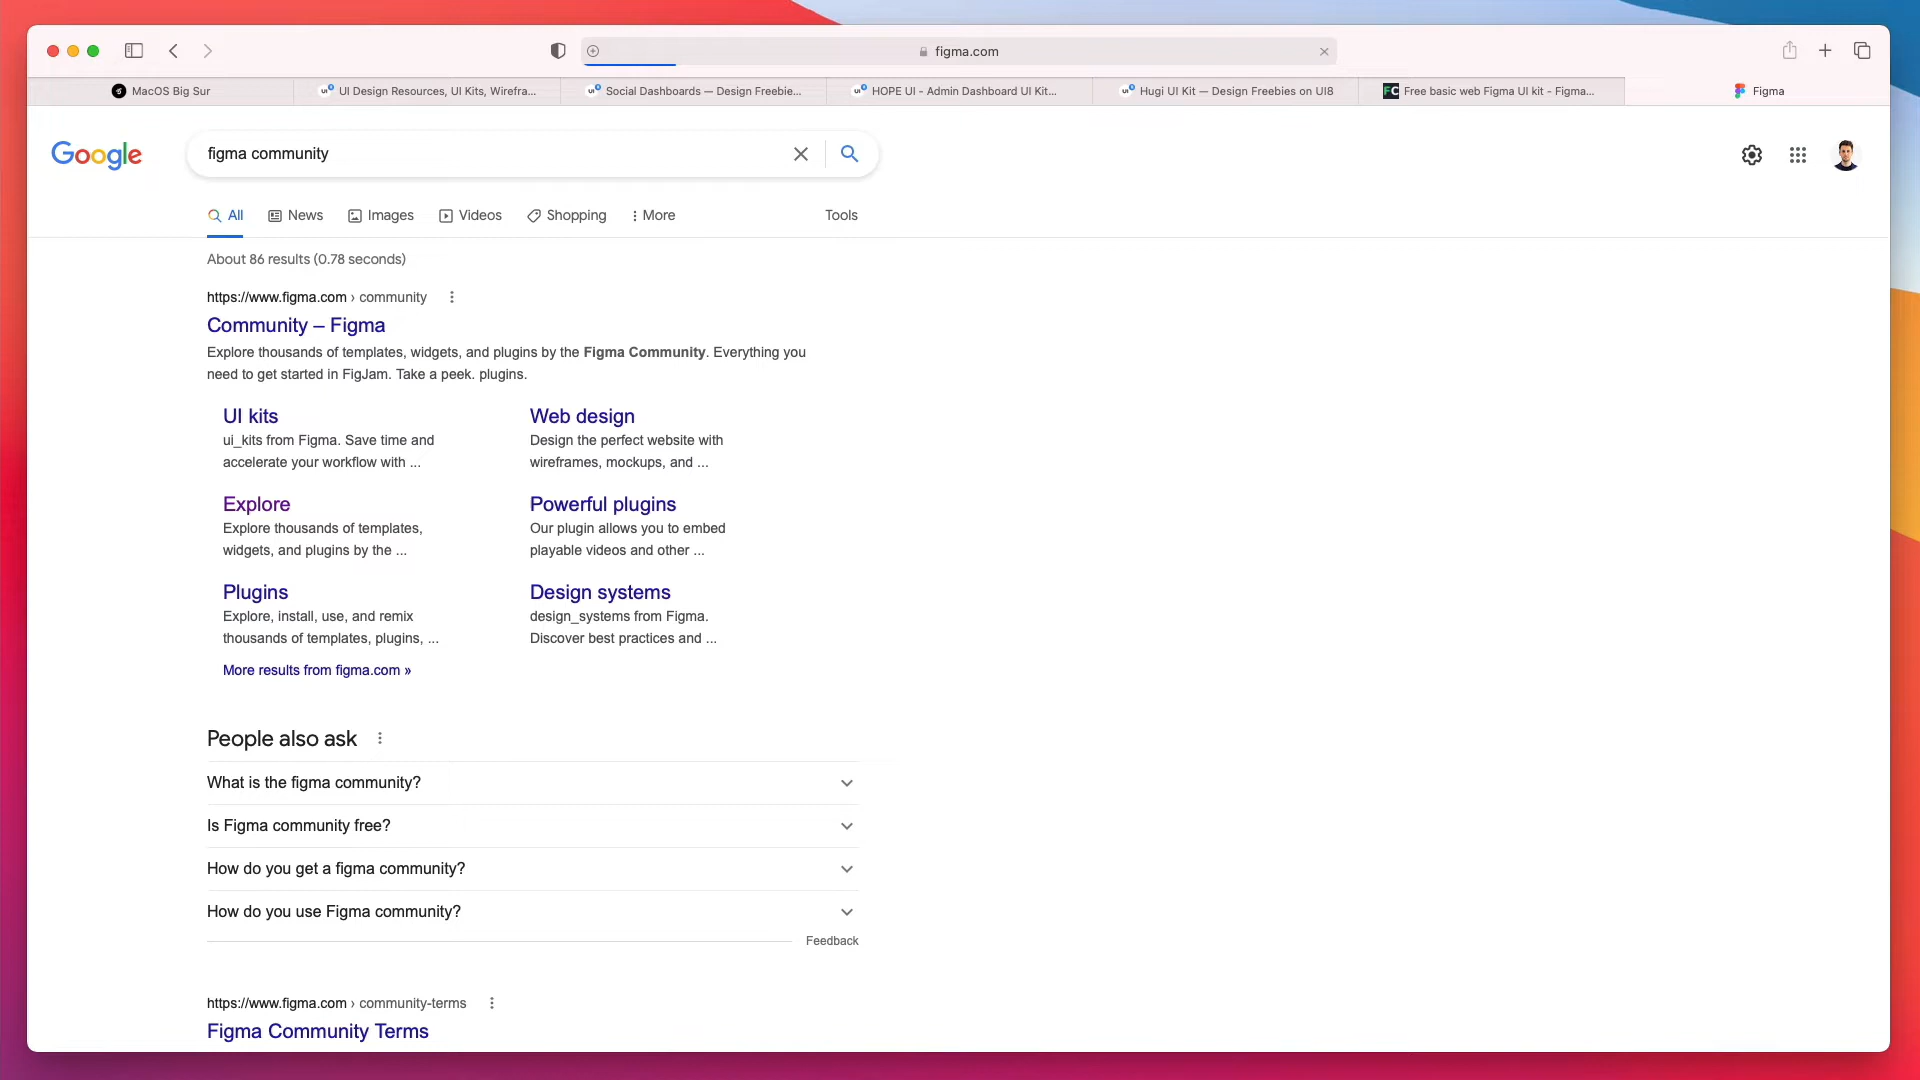 figma.com
MacOS Big Sur
UI Design Resources, UI Kits, Wirefra...
Social Dashboards — Design Freebie...
HOPE UI - Admin Dashboard UI Kit...
Hugi UI Kit — Design Freebies on UI8
FC Free basic web Figma UI kit - Figma...
Figma
Google
figma community
All
News
Images
Videos
Shopping
More
Tools
About 86 results (0.78 seconds)
https://www.figma.com › community
Community – Figma
Explore thousands of templates, widgets, and plugins by the Figma Community. Everything you
need to get started in FigJam. Take a peek. plugins.
UI kits
ui_kits from Figma. Save time and
accelerate your workflow with ...
Web design
Design the perfect website with
wireframes, mockups, and ...
Explore
Explore thousands of templates,
widgets, and plugins by the ...
Powerful plugins
Our plugin allows you to embed
playable videos and other ...
Plugins
Explore, install, use, and remix
thousands of templates, plugins, ...
Design systems
design_systems from Figma.
Discover best practices and ...
More results from figma.com »
People also ask
What is the figma community?
Is Figma community free?
How do you get a figma community?
How do you use Figma community?
Feedback
https://www.figma.com › community-terms
Figma Community Terms